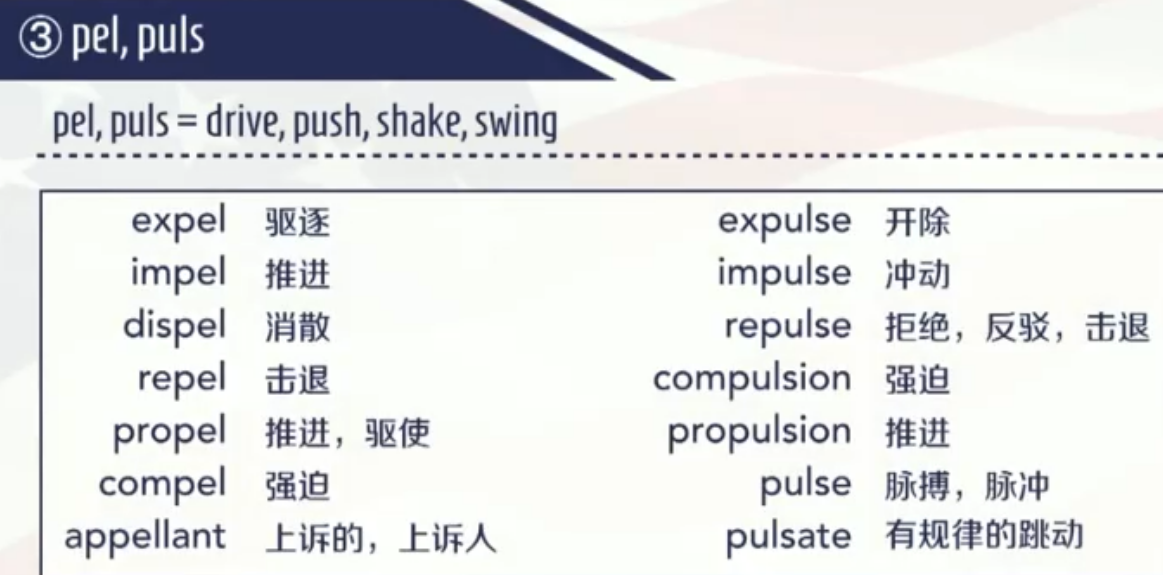 ③ pel, puls
pel, puls = drive, push, shake, swing
expel 驱逐 expulse 开除
impel 推进 impulse 冲动
dispel 消散 repulse 拒绝，反驳，击退
repel 击退 compulsion 强迫
propel 推进，驱使 propulsion 推进
compel 强迫 pulse 脉搏，脉冲
appellant 上诉的，上诉人 pulsate 有规律的跳动